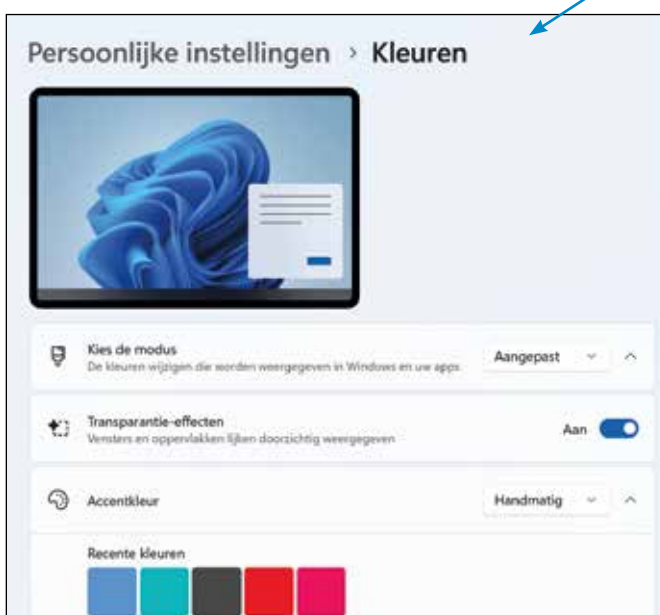 Persoonlijke instellingen > Kleuren
Kies de modus
De kleuren wijzigen die worden weergegeven in Windows en uw apps
Aangepast
Transparantie-effecten
Vensters en oppervlakken lijken doorzichtig weergegeven
Aan
Accentkleur
Handmatig
Recente kleuren